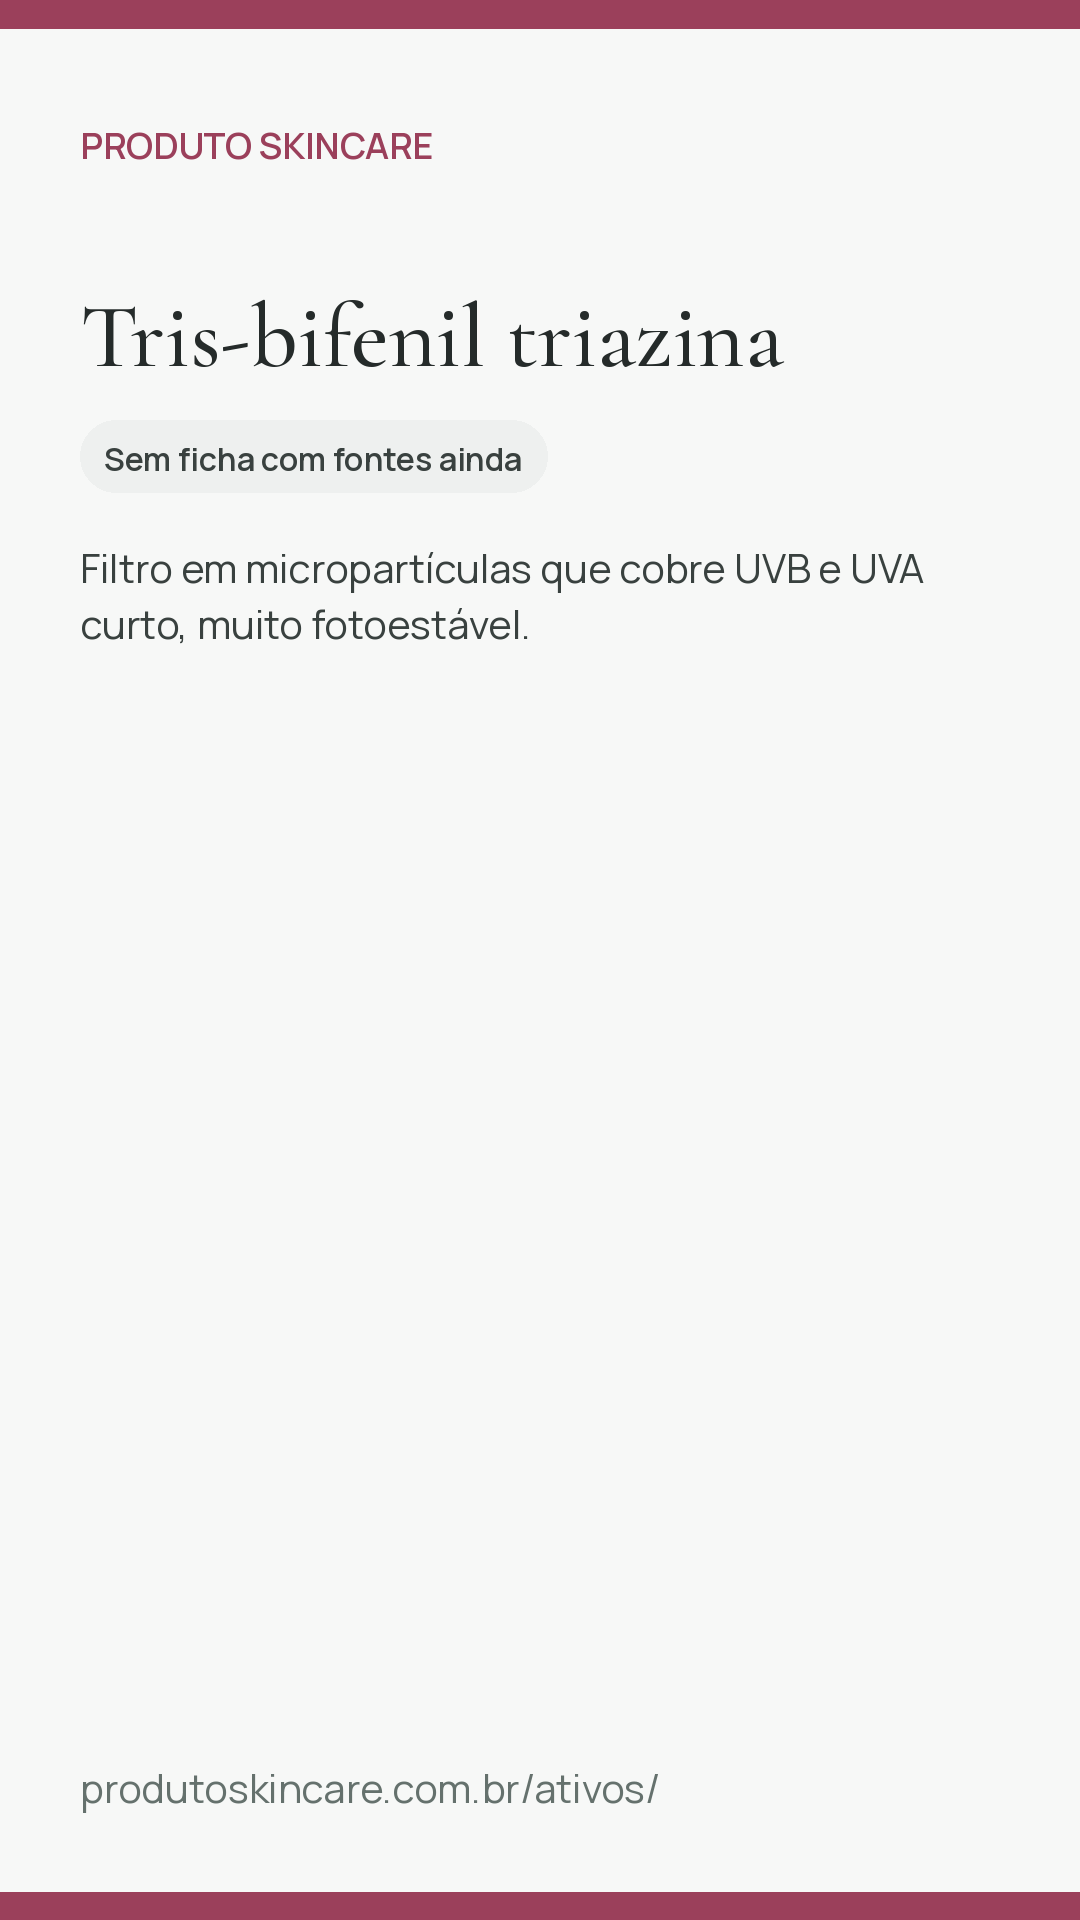 PRODUTO SKINCARE
Tris-bifenil triazina
Sem ficha com fontes ainda
Filtro em micropartículas que cobre UVB e UVA
curto, muito fotoestável.
produtoskincare.com.br/ativos/